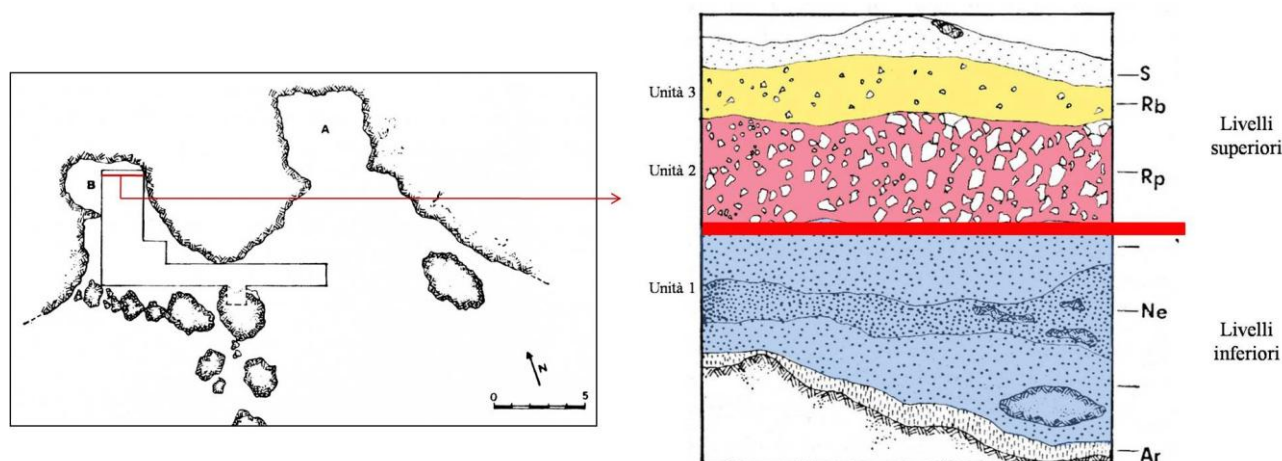 A
B
N
0
5
Unità 3
Unità 2
Unità 1
S
Rb
Rp
Ne
Ar
Livelli
superiori
Livelli
inferiori